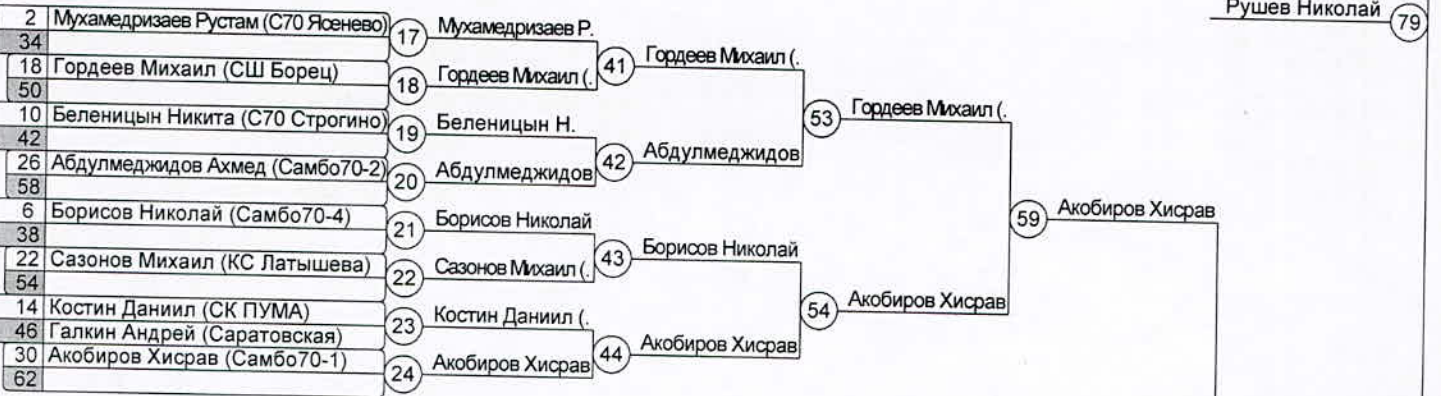 Рушев Николай 79
2 Мухамедризаев Рустам (С70 Ясенево) 17 Мухамедризаев Р.
34
18 Гордеев Михаил (СШ Борец) 18 Гордеев Михаил (.
50
41 Гордеев Михаил (.
10 Беленицын Никита (С70 Строгино) 19 Беленицын Н.
42
26 Абдулмеджидов Ахмед (Самбо70-2) 20 Абдулмеджидов
58
42 Абдулмеджидов
53 Гордеев Михаил (.
6 Борисов Николай (Самбо70-4) 21 Борисов Николай
38
22 Сазонов Михаил (КС Латышева) 22 Сазонов Михаил (.
54
43 Борисов Николай
14 Костин Даниил (СК ПУМА) 23 Костин Даниил (.
46 Галкин Андрей (Саратовская)
30 Акобиров Хисрав (Самбо70-1) 24 Акобиров Хисрав
62
44 Акобиров Хисрав
54 Акобиров Хисрав
59 Акобиров Хисрав